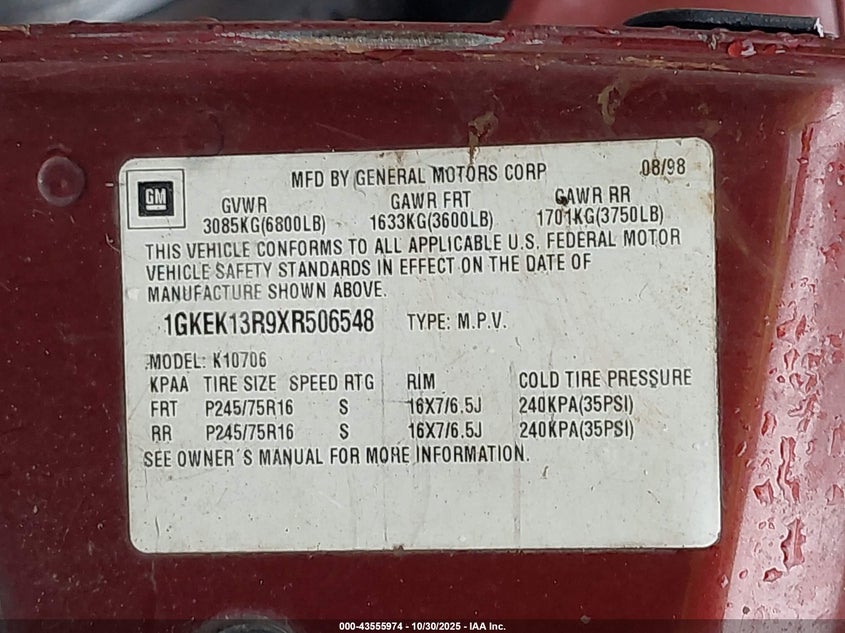 GM
MFD BY GENERAL MOTORS CORP 08/98
GVWR GAWR FRT GAWR RR
3085KG(6800LB) 1633KG(3600LB) 1701KG(3750LB)
THIS VEHICLE CONFORMS TO ALL APPLICABLE U.S. FEDERAL MOTOR
VEHICLE SAFETY STANDARDS IN EFFECT ON THE DATE OF
MANUFACTURE SHOWN ABOVE.
1GKEK13R9XR506548 TYPE: M.P.V.
MODEL: K10706
KPAA TIRE SIZE SPEED RTG RIM COLD TIRE PRESSURE
FRT P245/75R16 S 16X7/6.5J 240KPA(35PSI)
RR P245/75R16 S 16X7/6.5J 240KPA(35PSI)
SEE OWNER'S MANUAL FOR MORE INFORMATION.
000-43555974 - 10/30/2025 - IAA Inc.